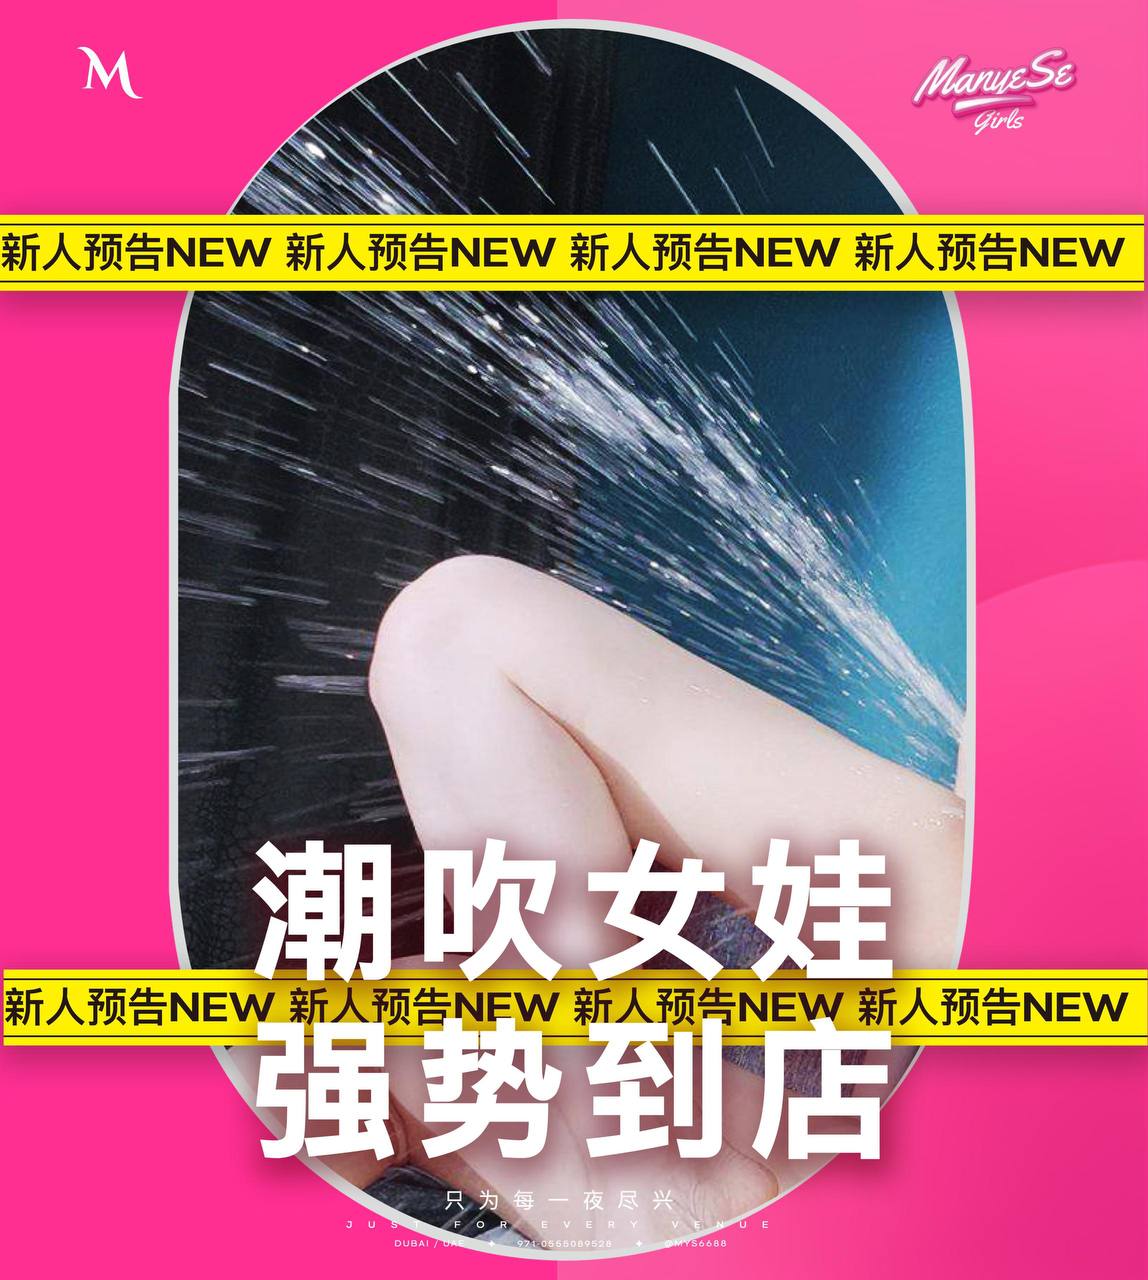 M
ManyeSe
Girls
新人预告NEW 新人预告NEW 新人预告NEW 新人预告NEW
潮吹女娃
新人预告NEW 新人预告NEW 新人预告NEW 新人预告NEW
强势到店
只为每一夜尽兴
JUST FOR EVERY VENUE
DUBAI / UAE ✦ 971-0555089528 ✦ @MYS6688